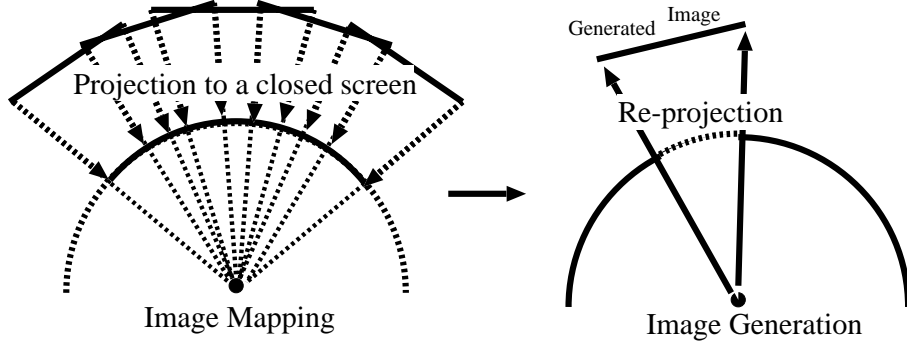 Projection to a closed screen
Image Mapping
Generated Image
Re-projection
Image Generation